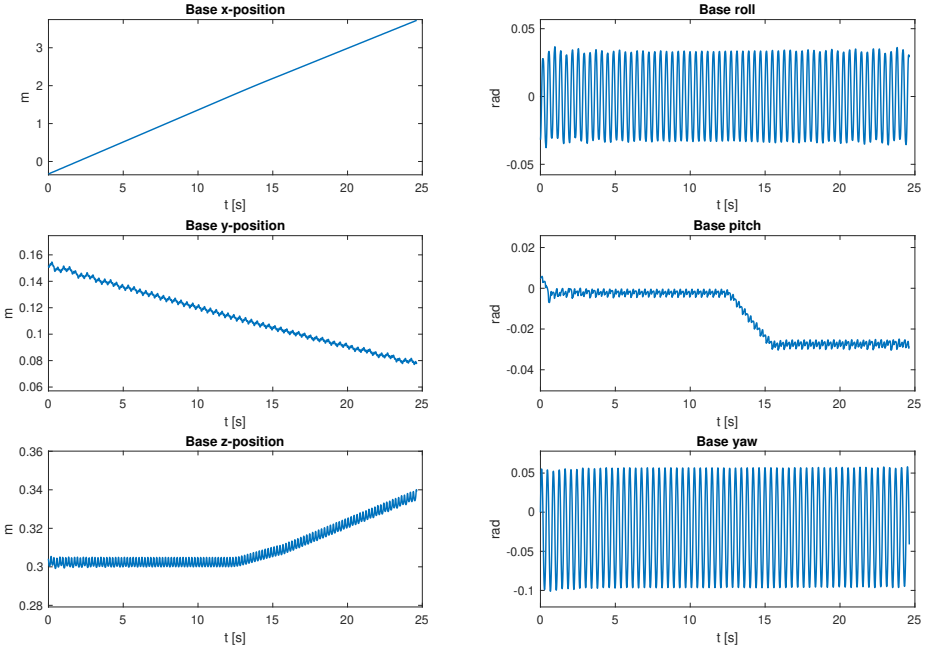 Base x-position
3
2
1
0
m
0 5 10 15 20 25
t [s]
Base roll
0.05
0
-0.05
rad
0 5 10 15 20 25
t [s]
Base y-position
0.16
0.14
0.12
0.1
0.08
0.06
m
0 5 10 15 20 25
t [s]
Base pitch
0.02
0
-0.02
-0.04
rad
0 5 10 15 20 25
t [s]
Base z-position
0.36
0.34
0.32
0.3
0.28
m
0 5 10 15 20 25
t [s]
Base yaw
0.05
0
-0.05
-0.1
rad
0 5 10 15 20 25
t [s]